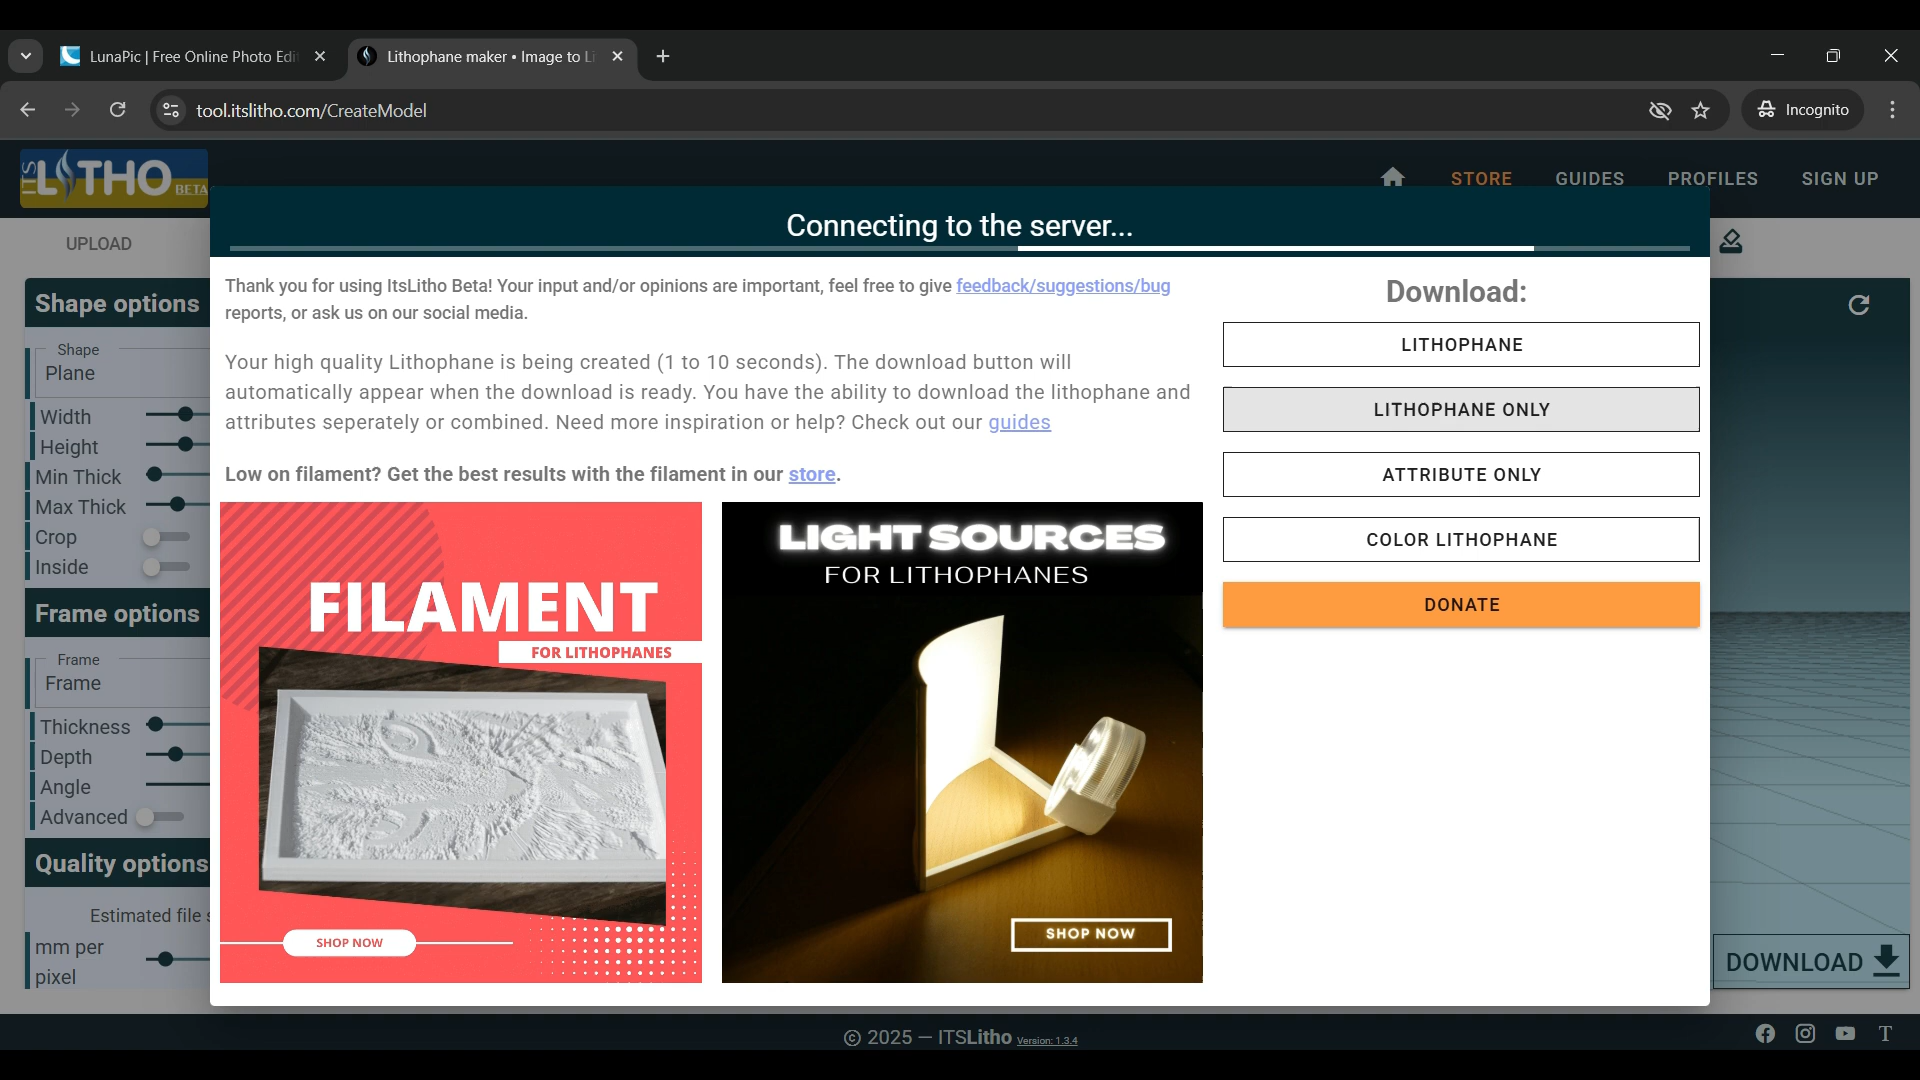 LunaPic | Free Online Photo Edi
Lithophane maker • Image to Li
tool.itslitho.com/CreateModel
Incognito
ITS LITHO BETA
STORE
GUIDES
PROFILES
SIGN UP
UPLOAD
Connecting to the server...
Thank you for using ItsLitho Beta! Your input and/or opinions are important, feel free to give feedback/suggestions/bug
reports, or ask us on our social media.
Your high quality Lithophane is being created (1 to 10 seconds). The download button will
automatically appear when the download is ready. You have the ability to download the lithophane and
attributes seperately or combined. Need more inspiration or help? Check out our guides
Low on filament? Get the best results with the filament in our store.
Download:
LITHOPHANE
LITHOPHANE ONLY
ATTRIBUTE ONLY
COLOR LITHOPHANE
DONATE
FILAMENT
FOR LITHOPHANES
SHOP NOW
LIGHT SOURCES
FOR LITHOPHANES
SHOP NOW
Shape options
Shape
Plane
Width
Height
Min Thick
Max Thick
Crop
Inside
Frame options
Frame
Frame
Thickness
Depth
Angle
Advanced
Quality options
Estimated file s
mm per
pixel
DOWNLOAD
© 2025 — ITSLitho Version: 1.3.4